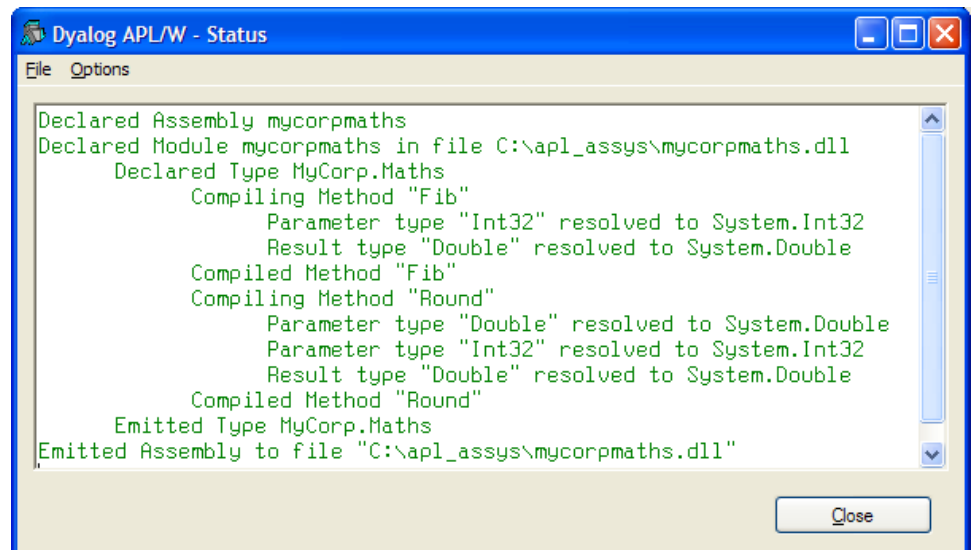 Dyalog APL/W - Status
File Options
Declared Assembly mycorpmaths
Declared Module mycorpmaths in file C:\apl_assys\mycorpmaths.dll
Declared Type MyCorp.Maths
Compiling Method "Fib"
Parameter type "Int32" resolved to System.Int32
Result type "Double" resolved to System.Double
Compiled Method "Fib"
Compiling Method "Round"
Parameter type "Double" resolved to System.Double
Parameter type "Int32" resolved to System.Int32
Result type "Double" resolved to System.Double
Compiled Method "Round"
Emitted Type MyCorp.Maths
Emitted Assembly to file "C:\apl_assys\mycorpmaths.dll"
Close